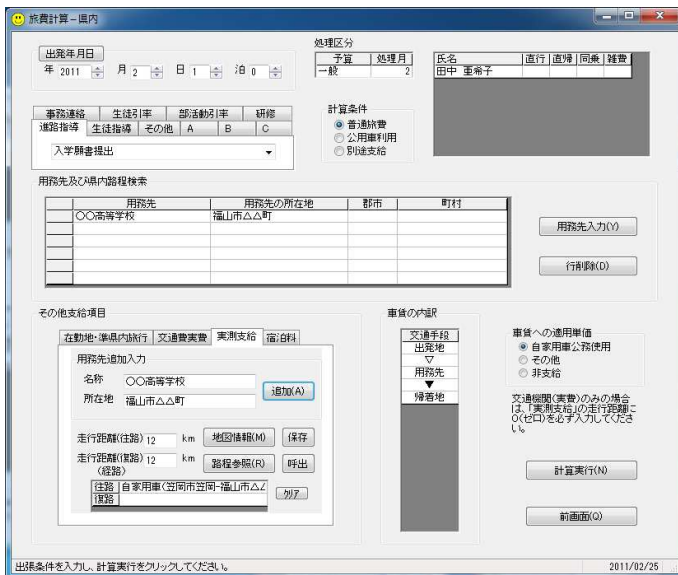 旅費計算－県内
出発年月日
年 2011 月 2 日 1 泊 0
処理区分
予算 処理月
一般 2
氏名 直行 直帰 同乗 雑費
田中 亜希子
事務連絡 生徒引率 部活動引率 研修
進路指導 生徒指導 その他 A B C
入学願書提出
計算条件
普通旅費
公用車利用
別途支給
用務先及び県内路程検索
用務先 用務先の所在地 郡市 町村
〇〇高等学校 福山市△△町
用務先入力(Y)
行削除(D)
その他支給項目
在勤地・準県内旅行 交通費実費 実測支給 宿泊料
用務先追加入力
名称 〇〇高等学校
所在地 福山市△△町
追加(A)
走行距離(往路) 12 km 地図情報(M) 保存
走行距離(復路) 12 km 路程参照(R) 呼出
(経路)
往路 自家用車(笠岡市笠岡-福山市△
復路
クリア
車賃の内訳
交通手段
出発地
▽
用務先
▼
帰着地
車賃への適用単価
自家用車公務使用
その他
非支給
交通機関(実費)のみの場合
は、「実測支給」の走行距離に
0(ゼロ)を必ず入力してくださ
い。
計算実行(N)
前画面(Q)
出張条件を入力し、計算実行をクリックしてください。 2011/02/25